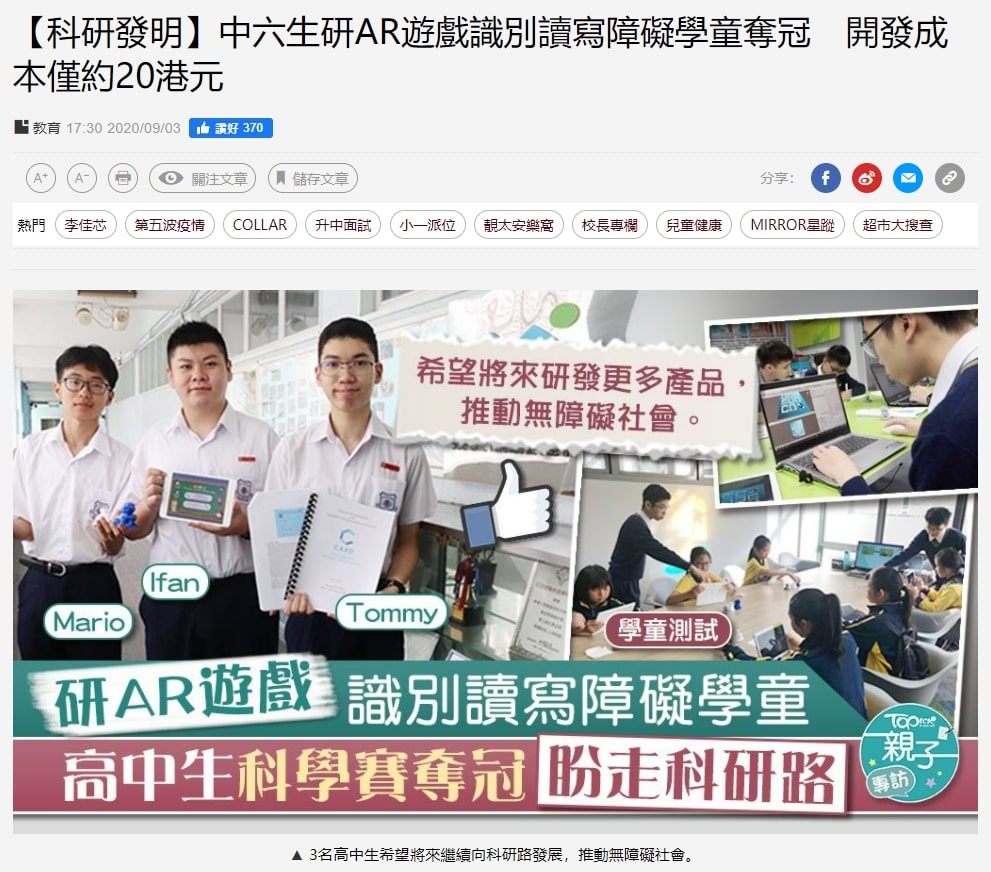 【科研發明】中六生研AR遊戲識別讀寫障礙學童奪冠　開發成
本僅約20港元
教育 17:30 2020/09/03 讚好 370
A+ A- 關注文章 儲存文章 分享：
熱門 李佳芯 第五波疫情 COLLAR 升中面試 小一派位 靚太安樂窩 校長專欄 兒童健康 MIRROR星蹤 超市大搜查
希望將來研發更多產品，
推動無障礙社會。
Ifan
Mario
Tommy
學童測試
研AR遊戲 識別讀寫障礙學童
高中生科學賽奪冠 盼走科研路
TOPick
親子
專訪
▲ 3名高中生希望將來繼續向科研路發展，推動無障礙社會。